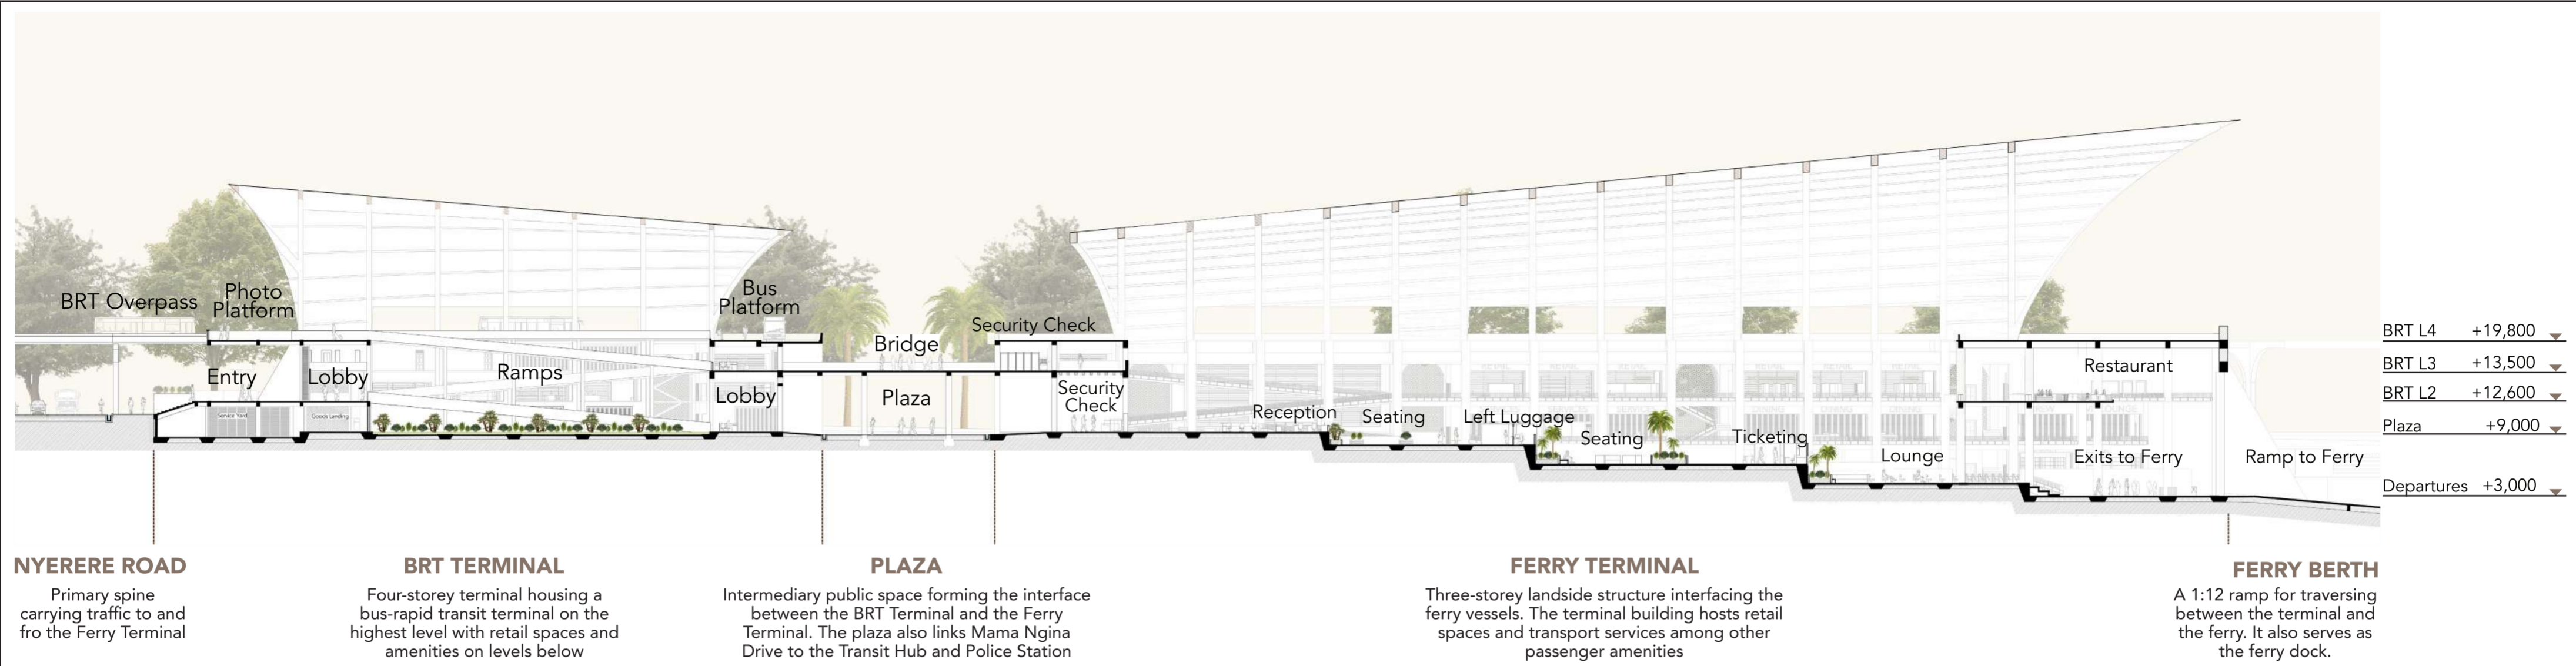 BRT Overpass
Photo
Platform
Bus
Platform
Security Check
Bridge
Entry
Lobby
Ramps
Lobby
Plaza
Security
Check
Service Yard
Goods Landing
Reception
Seating
Left Luggage
Seating
Ticketing
Lounge
Restaurant
Exits to Ferry
Ramp to Ferry
BRT L4 +19,800
BRT L3 +13,500
BRT L2 +12,600
Plaza +9,000
Departures +3,000
NYERERE ROAD
Primary spine
carrying traffic to and
fro the Ferry Terminal
BRT TERMINAL
Four-storey terminal housing a
bus-rapid transit terminal on the
highest level with retail spaces and
amenities on levels below
PLAZA
Intermediary public space forming the interface
between the BRT Terminal and the Ferry
Terminal. The plaza also links Mama Ngina
Drive to the Transit Hub and Police Station
FERRY TERMINAL
Three-storey landside structure interfacing the
ferry vessels. The terminal building hosts retail
spaces and transport services among other
passenger amenities
FERRY BERTH
A 1:12 ramp for traversing
between the terminal and
the ferry. It also serves as
the ferry dock.